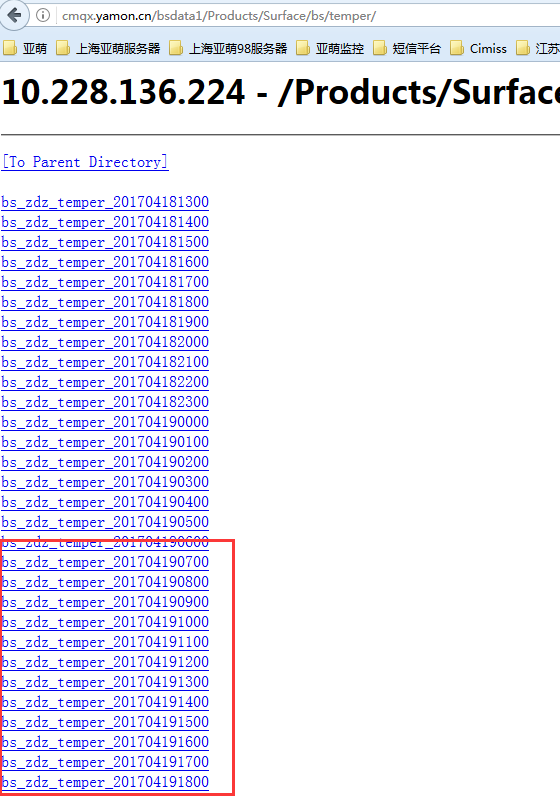 cmqx.yamon.cn/bsdata1/Products/Surface/bs/temper/
亚萌 上海亚萌服务器 上海亚萌98服务器 亚萌监控 短信平台 Cimiss 江苏
10.228.136.224 - /Products/Surface
[To Parent Directory]
bs_zdz_temper_201704181300
bs_zdz_temper_201704181400
bs_zdz_temper_201704181500
bs_zdz_temper_201704181600
bs_zdz_temper_201704181700
bs_zdz_temper_201704181800
bs_zdz_temper_201704181900
bs_zdz_temper_201704182000
bs_zdz_temper_201704182100
bs_zdz_temper_201704182200
bs_zdz_temper_201704182300
bs_zdz_temper_201704190000
bs_zdz_temper_201704190100
bs_zdz_temper_201704190200
bs_zdz_temper_201704190300
bs_zdz_temper_201704190400
bs_zdz_temper_201704190500
bs_zdz_temper_201704190600
bs_zdz_temper_201704190700
bs_zdz_temper_201704190800
bs_zdz_temper_201704190900
bs_zdz_temper_201704191000
bs_zdz_temper_201704191100
bs_zdz_temper_201704191200
bs_zdz_temper_201704191300
bs_zdz_temper_201704191400
bs_zdz_temper_201704191500
bs_zdz_temper_201704191600
bs_zdz_temper_201704191700
bs_zdz_temper_201704191800